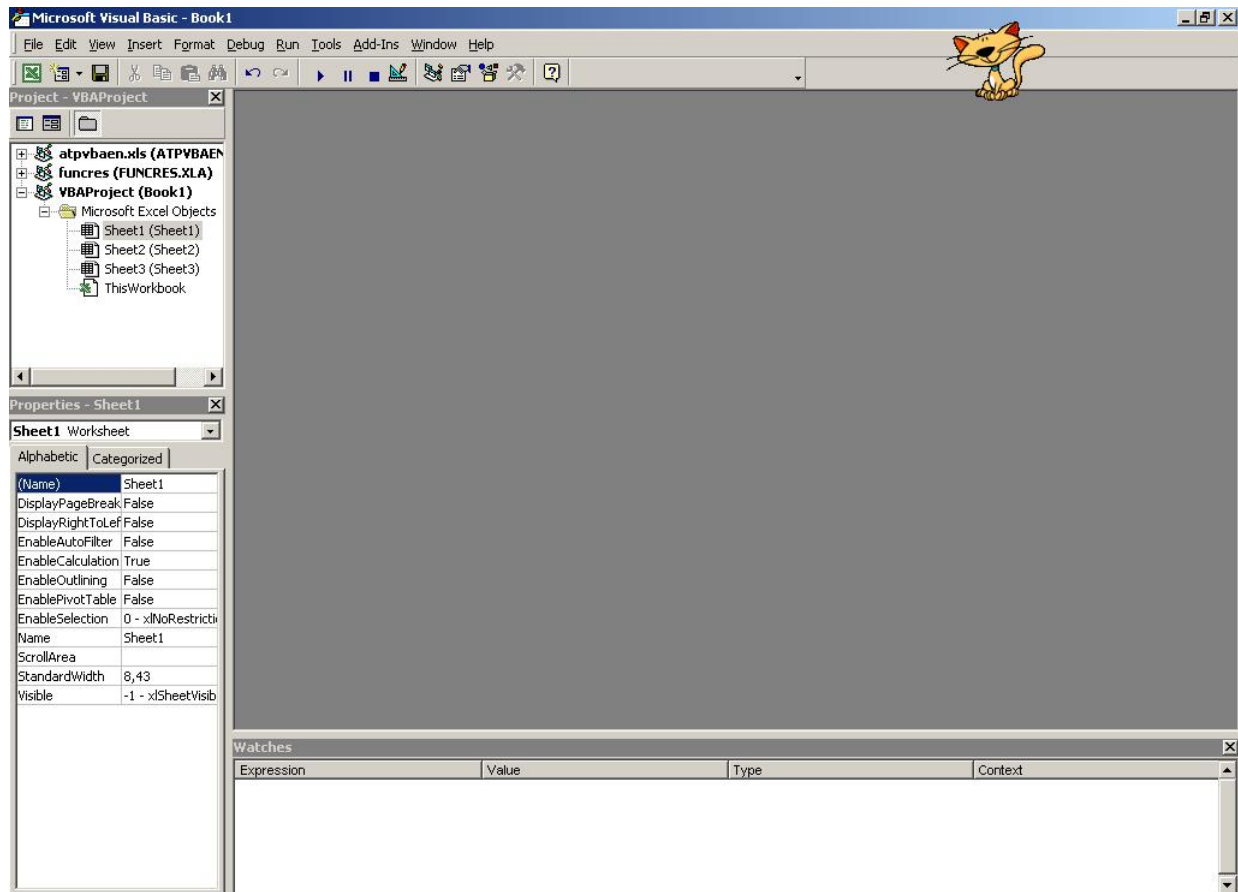 Microsoft Visual Basic - Book1
File Edit View Insert Format Debug Run Tools Add-Ins Window Help
Project - VBAProject
atpvbaen.xls (ATPVBAEN
funcres (FUNCRES.XLA)
VBAProject (Book1)
Microsoft Excel Objects
Sheet1 (Sheet1)
Sheet2 (Sheet2)
Sheet3 (Sheet3)
ThisWorkbook
Properties - Sheet1
Sheet1 Worksheet
Alphabetic Categorized
(Name) Sheet1
DisplayPageBreak False
DisplayRightToLef False
EnableAutoFilter False
EnableCalculation True
EnableOutlining False
EnablePivotTable False
EnableSelection 0 - xlNoRestricti
Name Sheet1
ScrollArea
StandardWidth 8,43
Visible -1 - xlSheetVisib
Watches
Expression Value Type Context